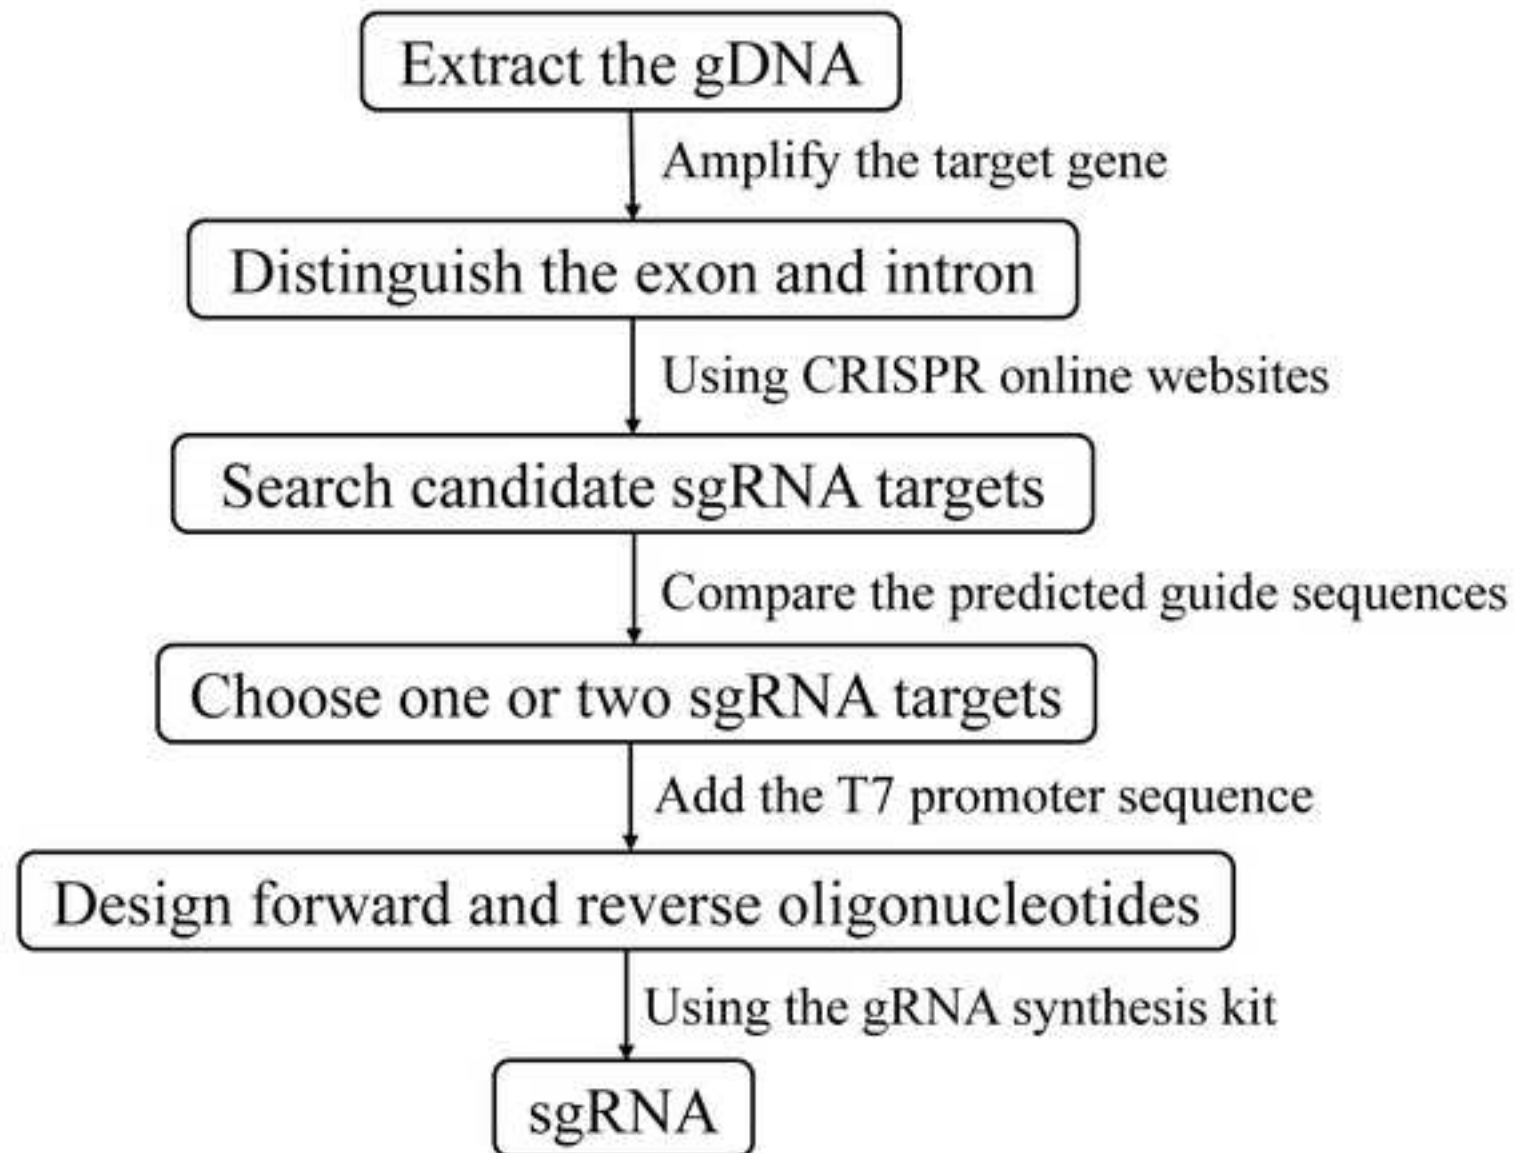 Extract the gDNA
Amplify the target gene
Distinguish the exon and intron
Using CRISPR online websites
Search candidate sgRNA targets
Compare the predicted guide sequences
Choose one or two sgRNA targets
Add the T7 promoter sequence
Design forward and reverse oligonucleotides
Using the gRNA synthesis kit
sgRNA